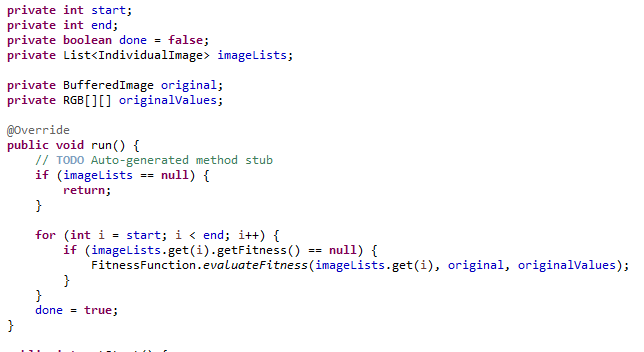 private int start;
private int end;
private boolean done = false;
private List<IndividualImage> imageLists;

private BufferedImage original;
private RGB[][] originalValues;

@Override
public void run() {
    // TODO Auto-generated method stub
    if (imageLists == null) {
        return;
    }

    for (int i = start; i < end; i++) {
        if (imageLists.get(i).getFitness() == null) {
            FitnessFunction.evaluateFitness(imageLists.get(i), original, originalValues);
        }
    }
    done = true;
}